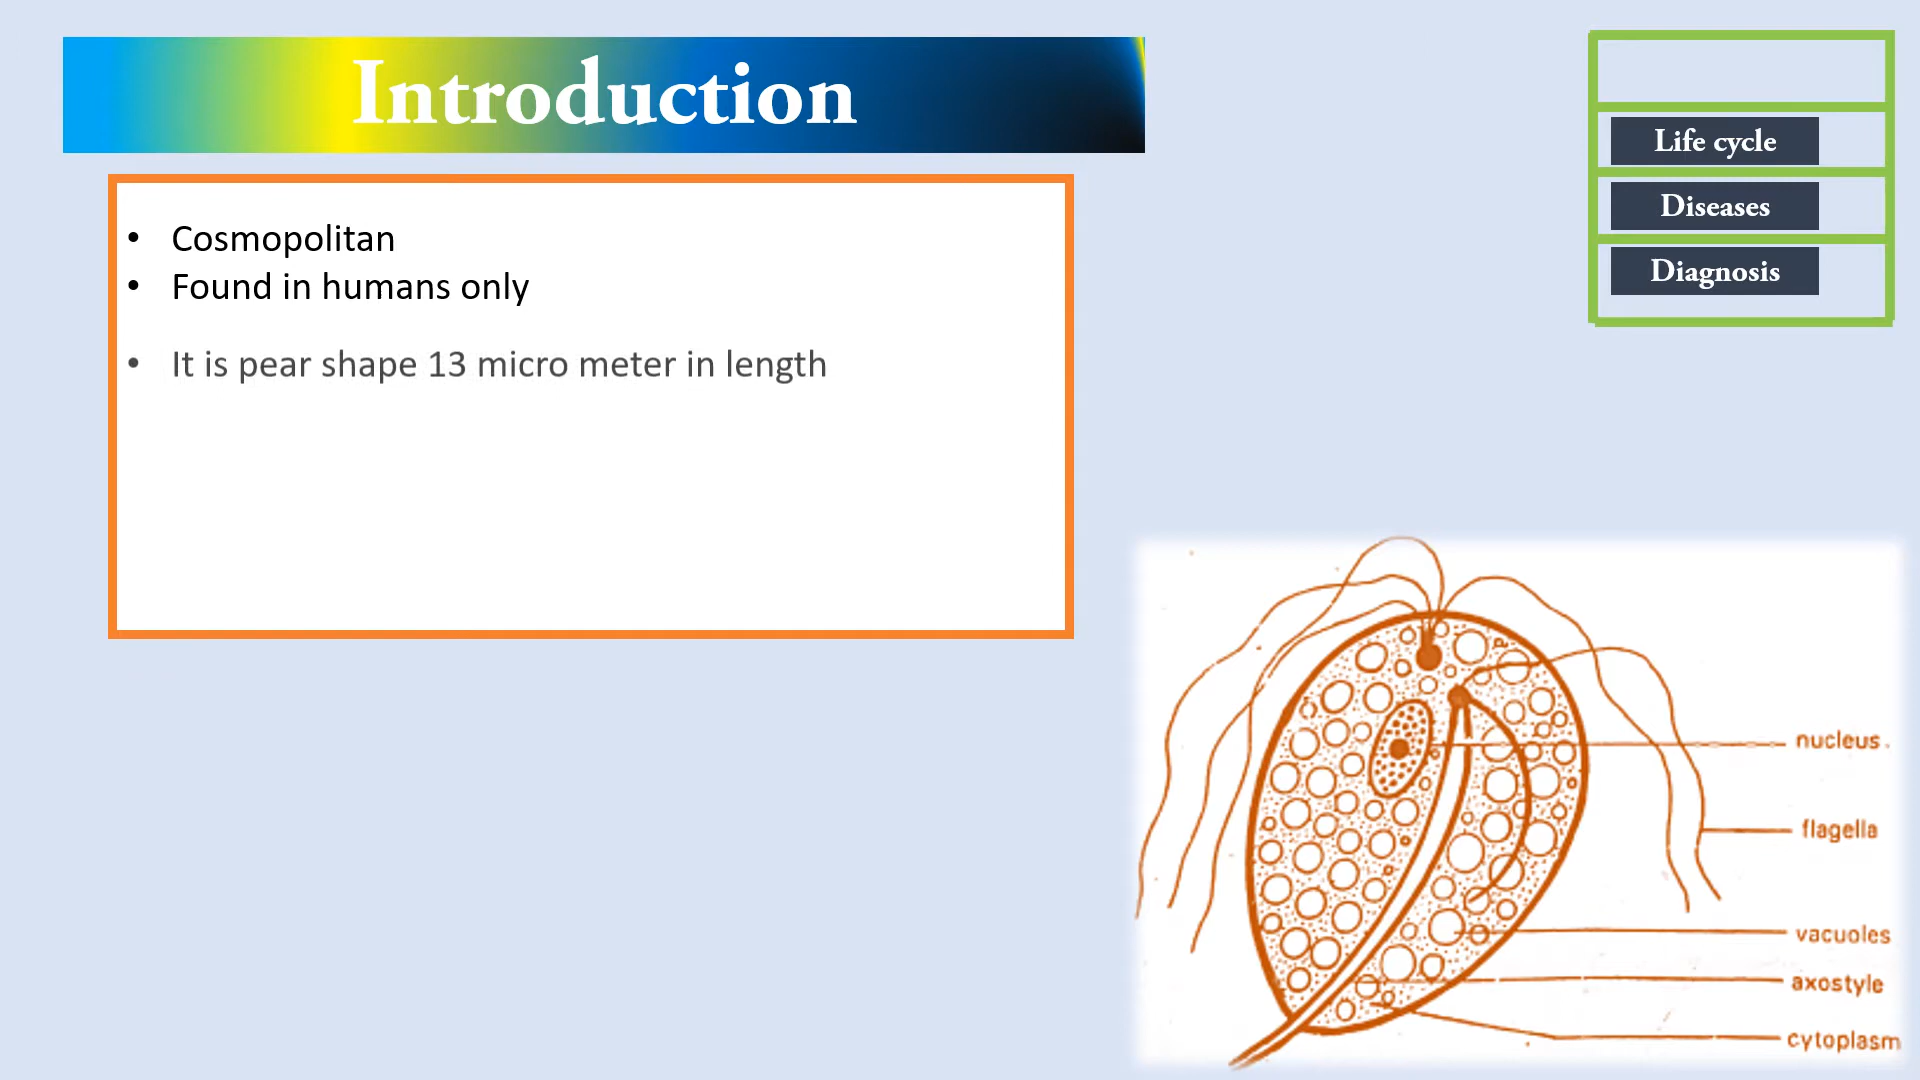 Introduction
Life cycle
Diseases
Diagnosis
• Cosmopolitan
• Found in humans only
• It is pear shape 13 micro meter in length
nucleus.
flagella
vacuoles
axostyle
cytoplasm